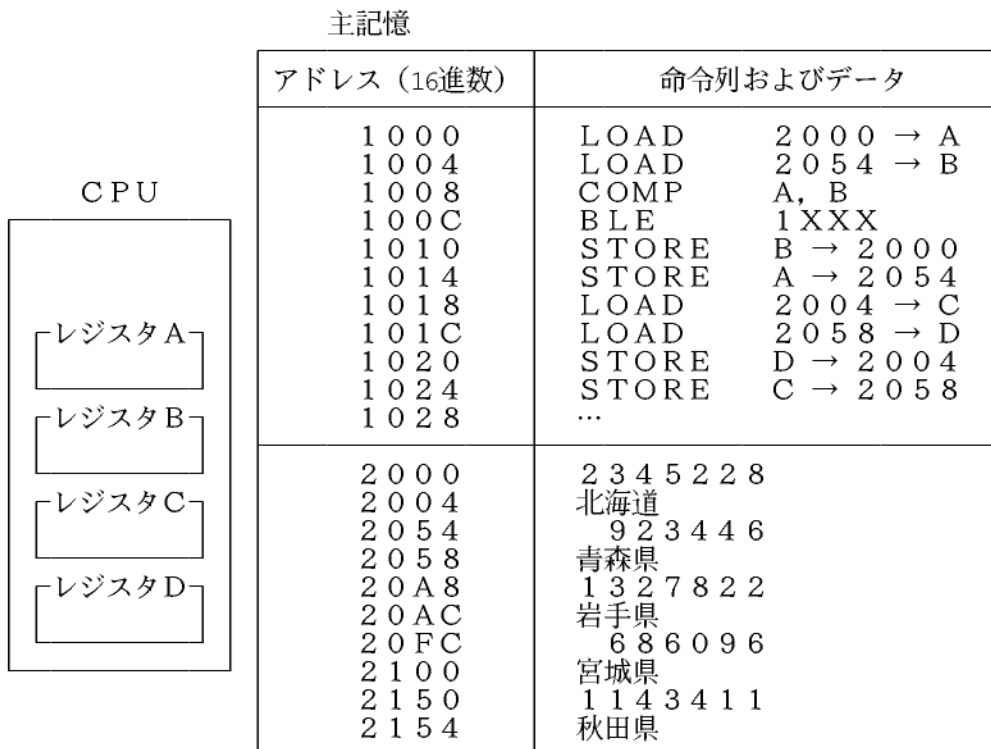 主記憶
アドレス（16進数） 命令列およびデータ
1000 LOAD 2000 → A
1004 LOAD 2054 → B
1008 COMP A, B
100C BLE 1XXX
1010 STORE B → 2000
1014 STORE A → 2054
1018 LOAD 2004 → C
101C LOAD 2058 → D
1020 STORE D → 2004
1024 STORE C → 2058
1028 …
2000 2345228
2004 北海道
2054 923446
2058 青森県
20A8 1327822
20AC 岩手県
20FC 686096
2100 宮城県
2150 1143411
2154 秋田県
CPU
レジスタA
レジスタB
レジスタC
レジスタD